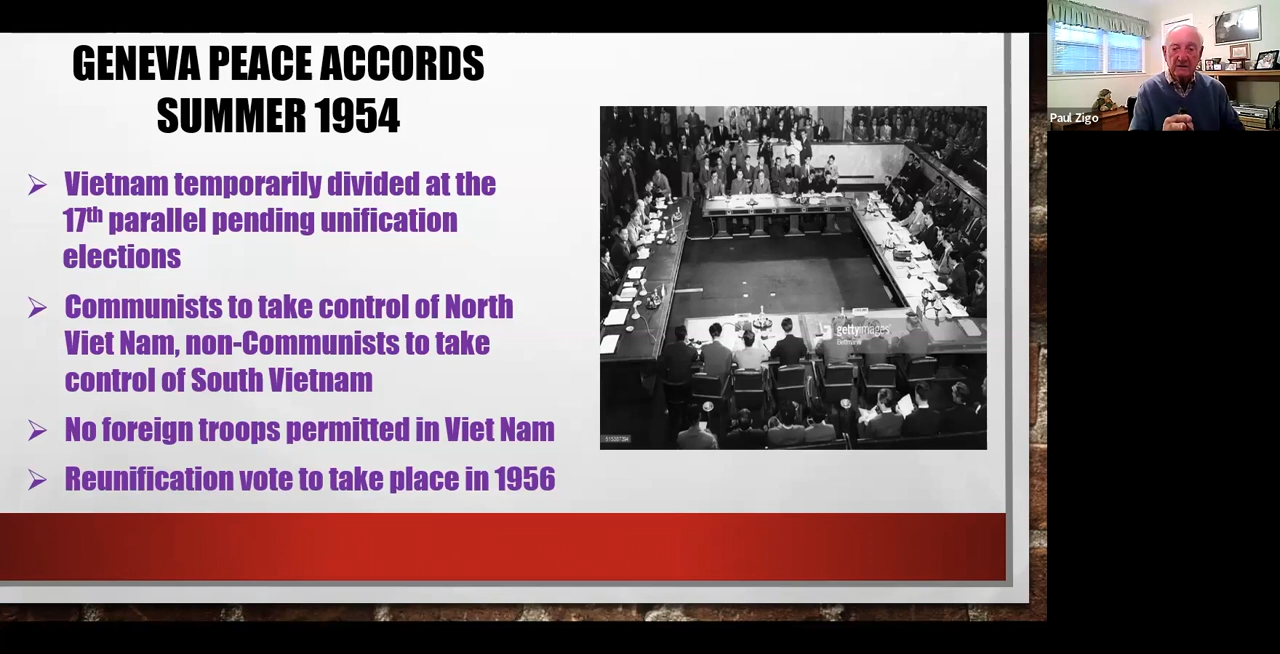 GENEVA PEACE ACCORDS
SUMMER 1954
Vietnam temporarily divided at the
17th parallel pending unification
elections
Communists to take control of North
Viet Nam, non-Communists to take
control of South Vietnam
No foreign troops permitted in Viet Nam
Reunification vote to take place in 1956
gettyimages
Bettmann
Paul Zigo